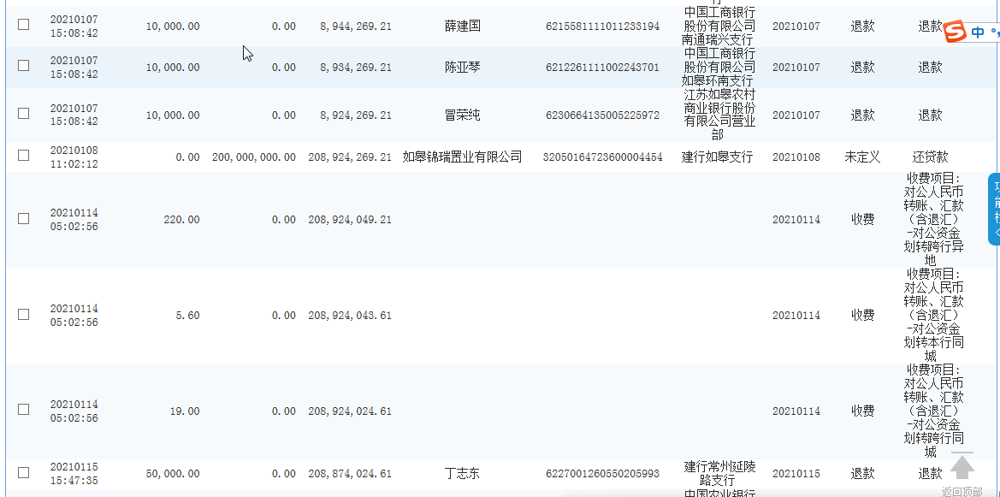 20210107
15:08:42
10,000.00
0.00
8,944,269.21
薛建国
6215581111011233194
中国工商银行
股份有限公司
南通瑞兴支行
20210107
退款
退款
中
20210107
15:08:42
10,000.00
0.00
8,934,269.21
陈亚琴
6212261111002243701
中国工商银行
股份有限公司
如皋环南支行
20210107
退款
退款
20210107
15:08:42
10,000.00
0.00
8,924,269.21
冒荣纯
6230664135005225972
江苏如皋农村
商业银行股份
有限公司营业
部
20210107
退款
退款
20210108
11:02:12
0.00
200,000,000.00
208,924,269.21
如皋锦瑞置业有限公司
32050164723600004454
建行如皋支行
20210108
未定义
还贷款
20210114
05:02:56
220.00
0.00
208,924,049.21
20210114
收费
收费项目:
对公人民币
转账、汇款
（含退汇）
-对公资金
划转跨行异
地
20210114
05:02:56
5.60
0.00
208,924,043.61
20210114
收费
收费项目:
对公人民币
转账、汇款
（含退汇）
-对公资金
划转本行同
城
20210114
05:02:56
19.00
0.00
208,924,024.61
20210114
收费
收费项目:
对公人民币
转账、汇款
（含退汇）
-对公资金
划转跨行同
城
20210115
15:47:35
50,000.00
0.00
208,874,024.61
丁志东
6227001260550205993
建行常州延陵
路支行
20210115
退款
退款
中国农业银行
返回顶部